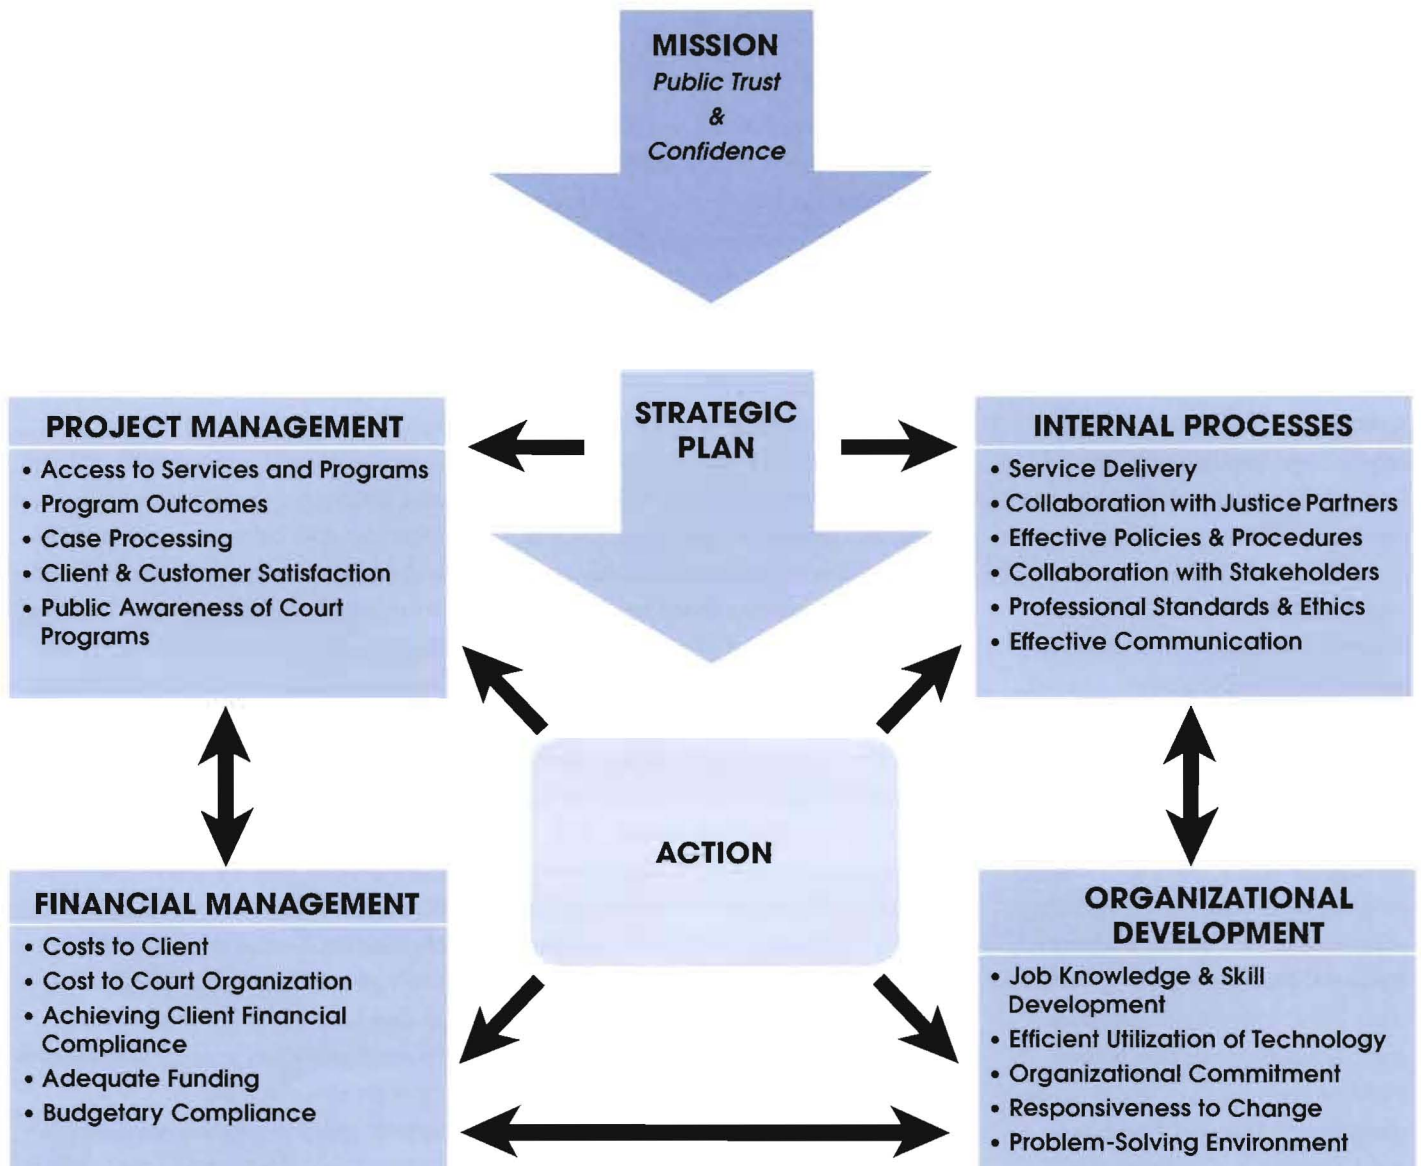 MISSION
Public Trust
&
Confidence
STRATEGIC
PLAN
PROJECT MANAGEMENT
• Access to Services and Programs
• Program Outcomes
• Case Processing
• Client & Customer Satisfaction
• Public Awareness of Court
Programs
INTERNAL PROCESSES
• Service Delivery
• Collaboration with Justice Partners
• Effective Policies & Procedures
• Collaboration with Stakeholders
• Professional Standards & Ethics
• Effective Communication
ACTION
FINANCIAL MANAGEMENT
• Costs to Client
• Cost to Court Organization
• Achieving Client Financial
Compliance
• Adequate Funding
• Budgetary Compliance
ORGANIZATIONAL
DEVELOPMENT
• Job Knowledge & Skill
Development
• Efficient Utilization of Technology
• Organizational Commitment
• Responsiveness to Change
• Problem-Solving Environment